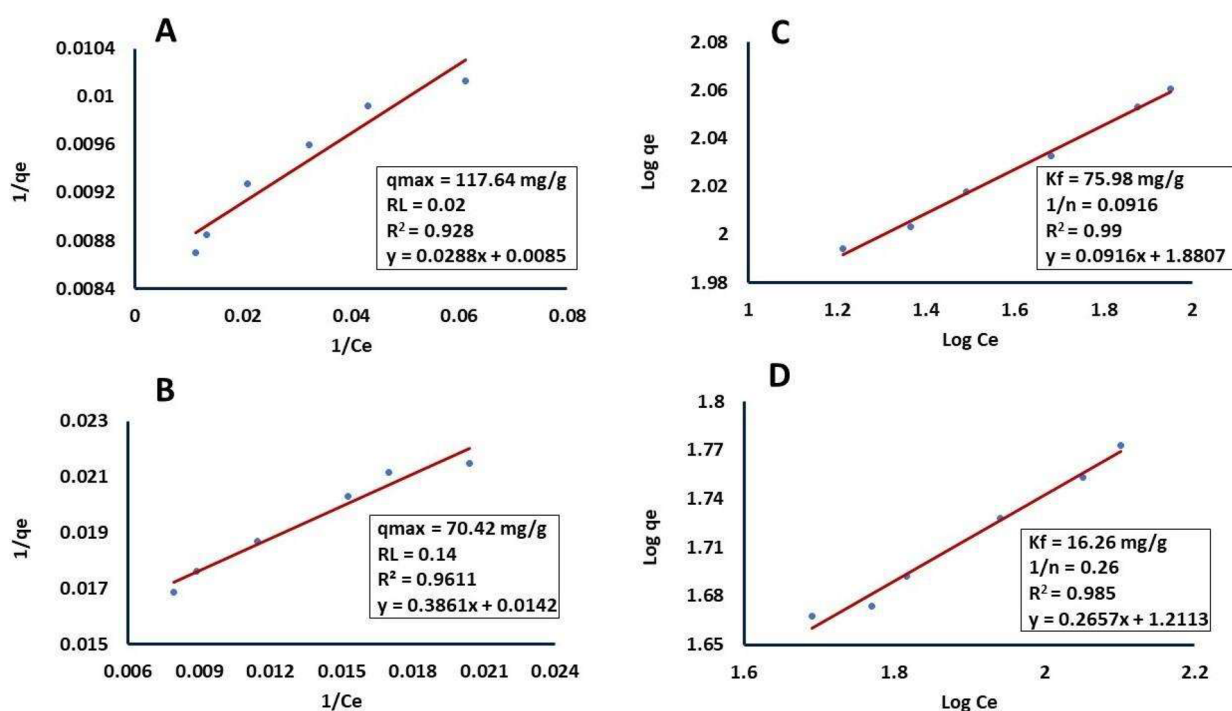 A
0.0104
0.01
0.0096
0.0092
0.0088
0.0084
1/qe
qmax = 117.64 mg/g
RL = 0.02
R² = 0.928
y = 0.0288x + 0.0085
0 0.02 0.04 0.06 0.08
1/Ce
C
2.08
2.06
2.04
2.02
2
1.98
Log qe
Kf = 75.98 mg/g
1/n = 0.0916
R² = 0.99
y = 0.0916x + 1.8807
1 1.2 1.4 1.6 1.8 2
Log Ce
B
0.023
0.021
0.019
0.017
0.015
1/qe
qmax = 70.42 mg/g
RL = 0.14
R² = 0.9611
y = 0.3861x + 0.0142
0.006 0.009 0.012 0.015 0.018 0.021 0.024
1/Ce
D
1.8
1.77
1.74
1.71
1.68
1.65
Log qe
Kf = 16.26 mg/g
1/n = 0.26
R² = 0.985
y = 0.2657x + 1.2113
1.6 1.8 2 2.2
Log Ce